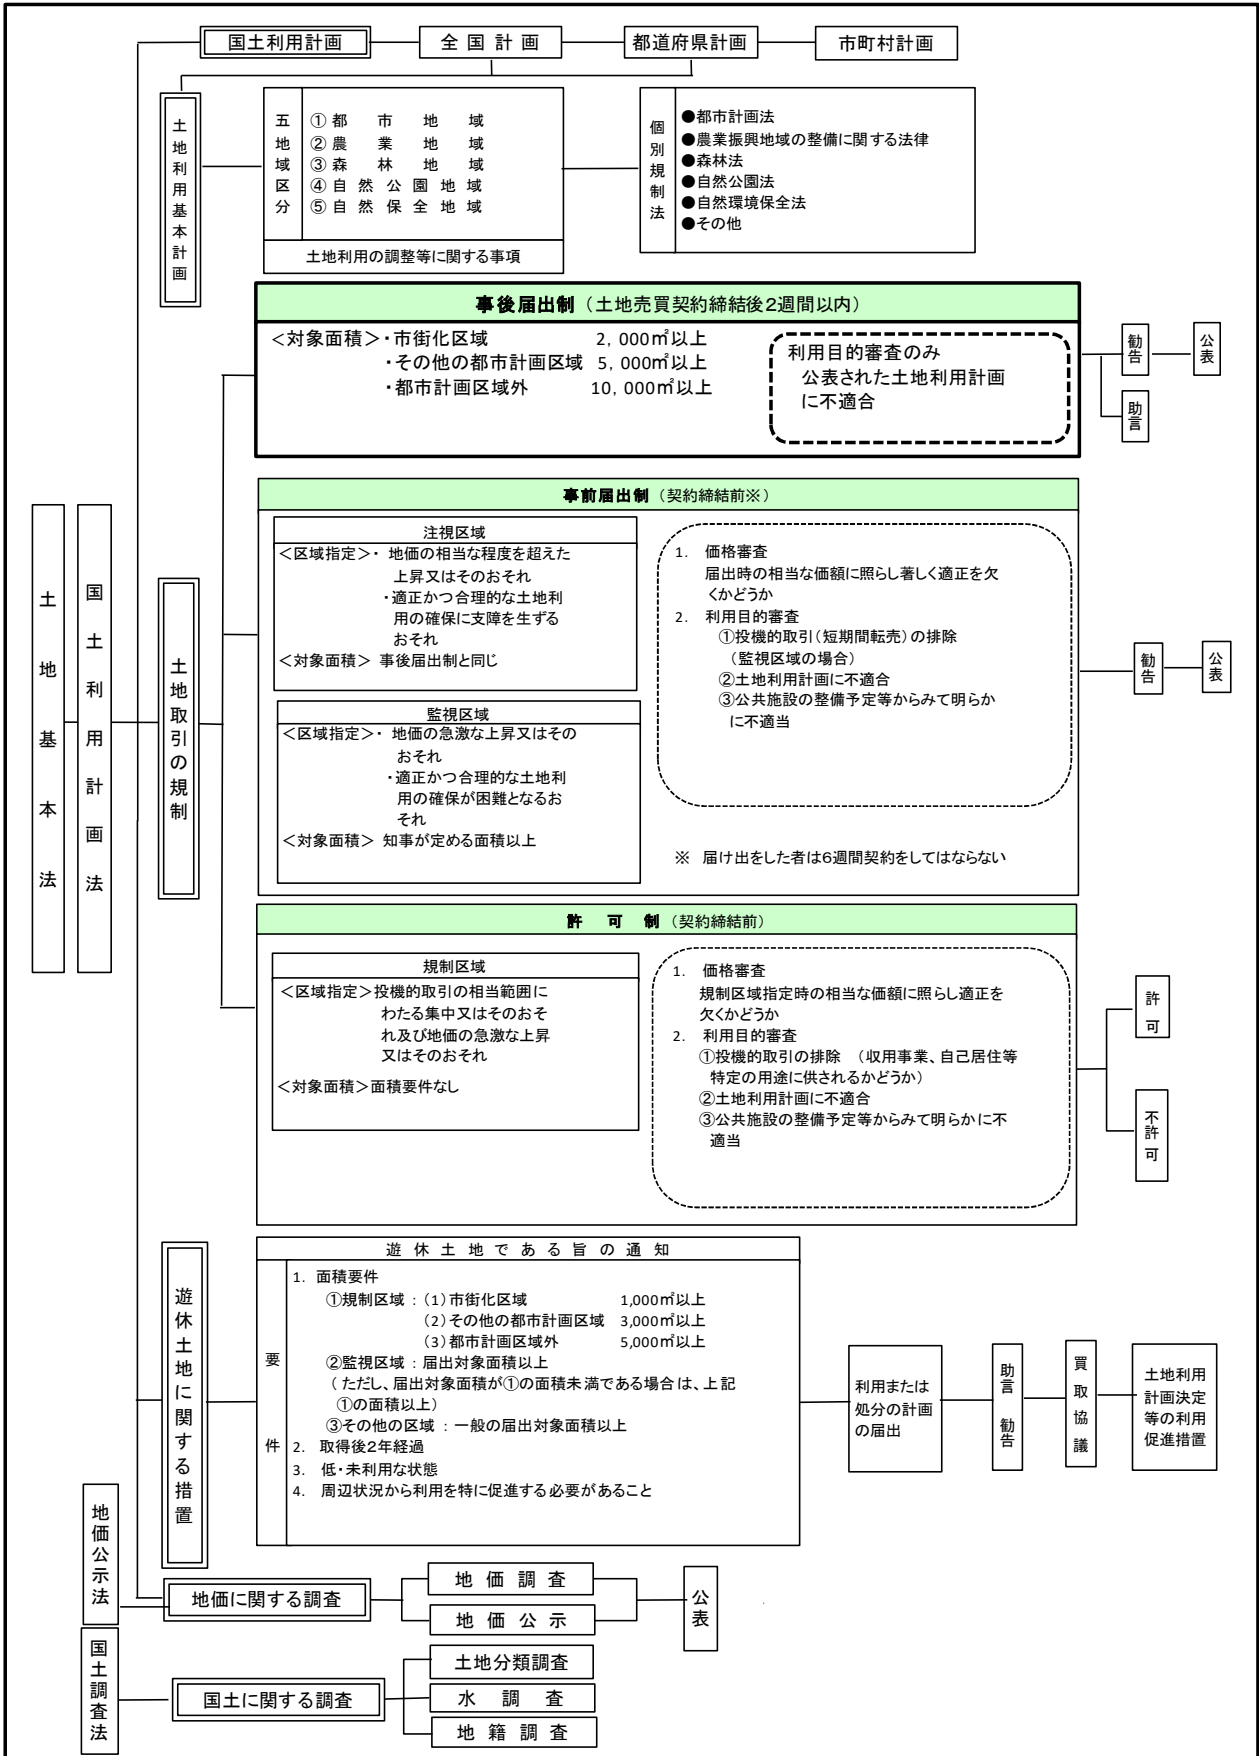 国土利用計画
全国計画
都道府県計画
市町村計画
土地利用基本計画
五地域区分
①都市地域
②農業地域
③森林地域
④自然公園地域
⑤自然保全地域
土地利用の調整等に関する事項
個別規制法
●都市計画法
●農業振興地域の整備に関する法律
●森林法
●自然公園法
●自然環境保全法
●その他
事後届出制（土地売買契約締結後2週間以内）
＜対象面積＞・市街化区域 2,000㎡以上
・その他の都市計画区域 5,000㎡以上
・都市計画区域外 10,000㎡以上
利用目的審査のみ
公表された土地利用計画
に不適合
勧告
公表
助言
土地基本法
国土利用計画法
土地取引の規制
事前届出制（契約締結前※）
注視区域
＜区域指定＞・ 地価の相当な程度を超えた
上昇又はそのおそれ
・適正かつ合理的な土地利
用の確保に支障を生ずる
おそれ
＜対象面積＞ 事後届出制と同じ
監視区域
＜区域指定＞・ 地価の急激な上昇又はその
おそれ
・適正かつ合理的な土地利
用の確保が困難となるお
それ
＜対象面積＞ 知事が定める面積以上
1. 価格審査
届出時の相当な価額に照らし著しく適正を欠
くかどうか
2. 利用目的審査
①投機的取引（短期間転売）の排除
（監視区域の場合）
②土地利用計画に不適合
③公共施設の整備予定等からみて明らか
に不適当
※ 届け出をした者は6週間契約をしてはならない
勧告
公表
許可制（契約締結前）
規制区域
＜区域指定＞投機的取引の相当範囲に
わたる集中又はそのおそ
れ及び地価の急激な上昇
又はそのおそれ
＜対象面積＞面積要件なし
1. 価格審査
規制区域指定時の相当な価額に照らし適正を
欠くかどうか
2. 利用目的審査
①投機的取引の排除 （収用事業、自己居住等
特定の用途に供されるかどうか）
②土地利用計画に不適合
③公共施設の整備予定等からみて明らかに不
適当
許可
不許可
遊休土地に関する措置
遊休土地である旨の通知
要件
1. 面積要件
①規制区域：（1）市街化区域 1,000㎡以上
（2）その他の都市計画区域 3,000㎡以上
（3）都市計画区域外 5,000㎡以上
②監視区域：届出対象面積以上
（ただし、届出対象面積が①の面積未満である場合は、上記
①の面積以上）
③その他の区域：一般の届出対象面積以上
2. 取得後2年経過
3. 低・未利用な状態
4. 周辺状況から利用を特に促進する必要があること
利用または
処分の計画
の届出
助言勧告
買取協議
土地利用
計画決定
等の利用
促進措置
地価公示法
地価に関する調査
地価調査
地価公示
公表
国土調査法
国土に関する調査
土地分類調査
水調査
地籍調査